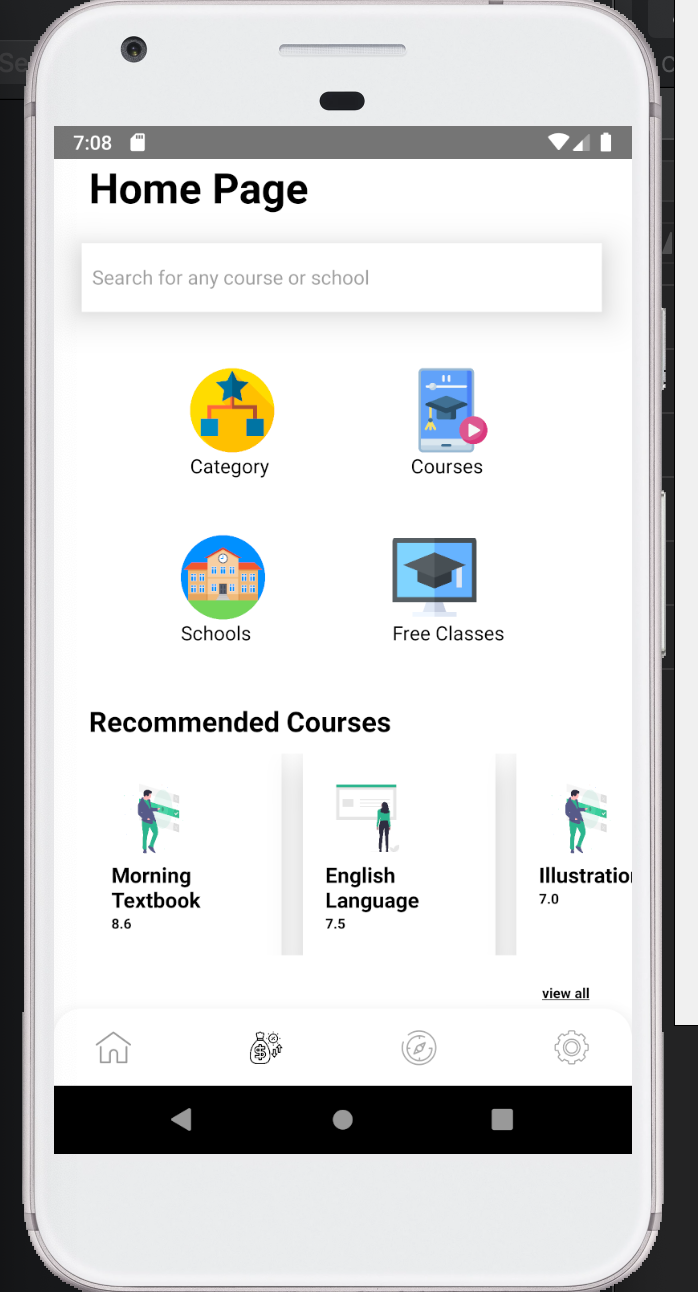 7:08
Home Page
Search for any course or school
Category
Courses
Schools
Free Classes
Recommended Courses
Morning
Textbook
8.6
English
Language
7.5
Illustratio
7.0
view all